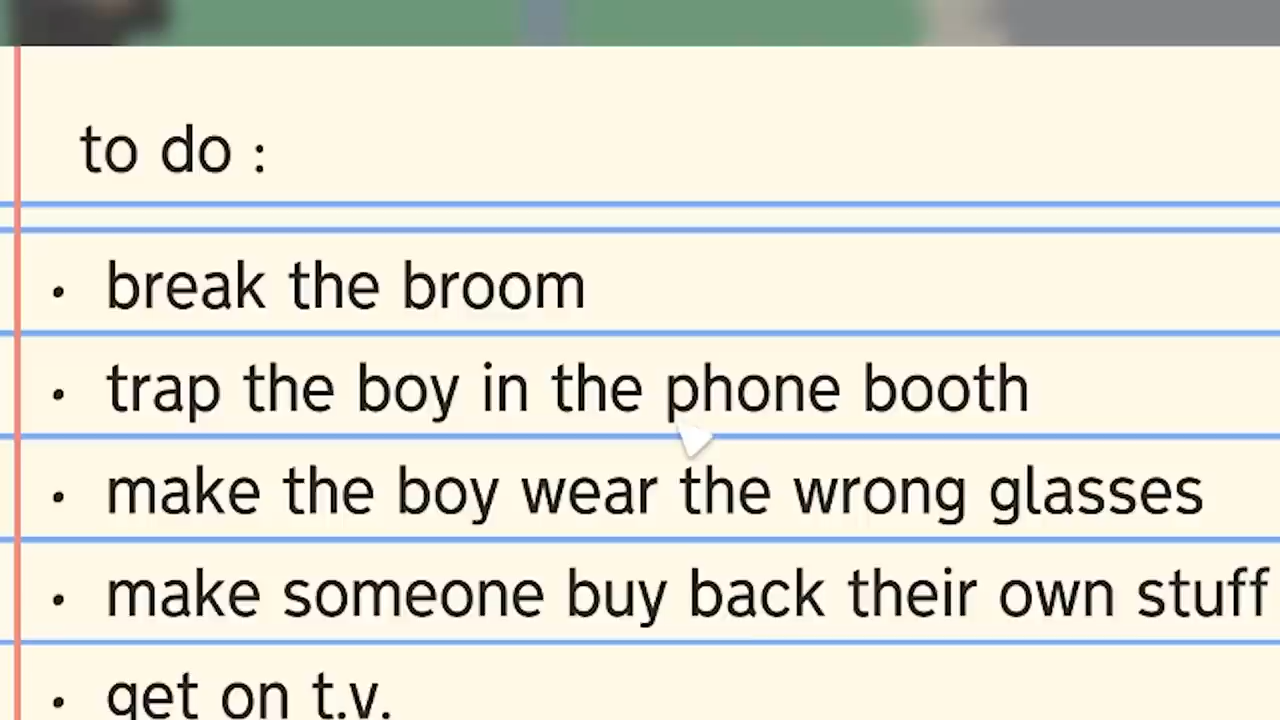 to do :
• break the broom
• trap the boy in the phone booth
• make the boy wear the wrong glasses
• make someone buy back their own stuff
• get on t.v.